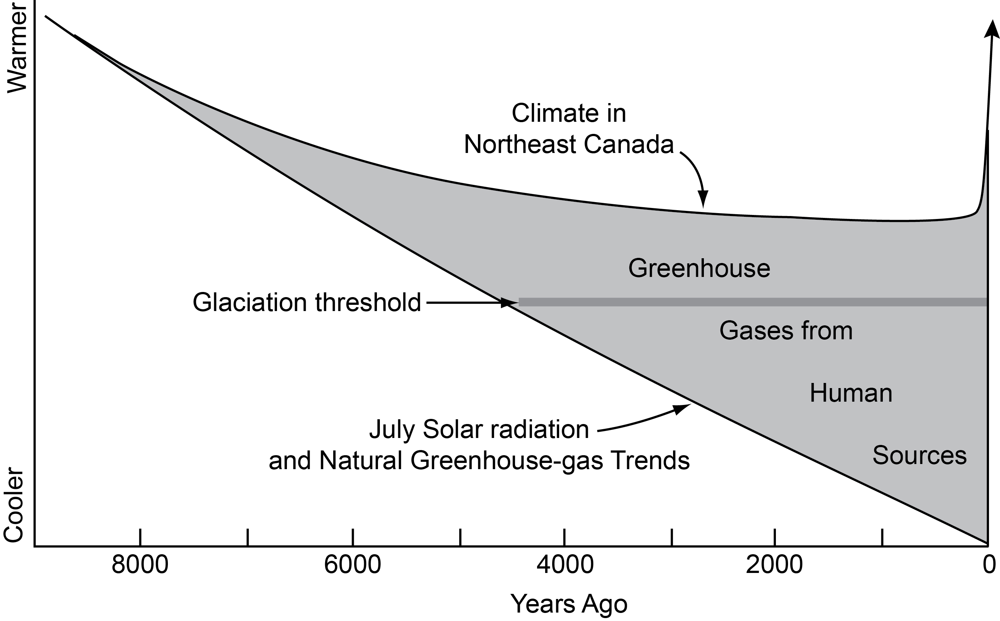 Warmer
Climate in
Northeast Canada
Greenhouse
Glaciation threshold
Gases from
Human
July Solar radiation
and Natural Greenhouse-gas Trends
Sources
Cooler
8000 6000 4000 2000 0
Years Ago